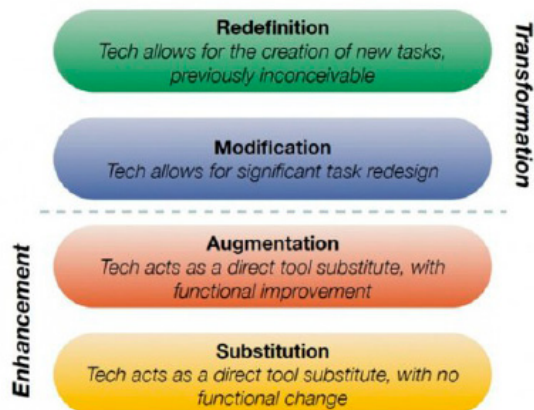 Redefinition
Tech allows for the creation of new tasks,
previously inconceivable
Transformation
Modification
Tech allows for significant task redesign
Augmentation
Tech acts as a direct tool substitute, with
functional improvement
Enhancement
Substitution
Tech acts as a direct tool substitute, with no
functional change